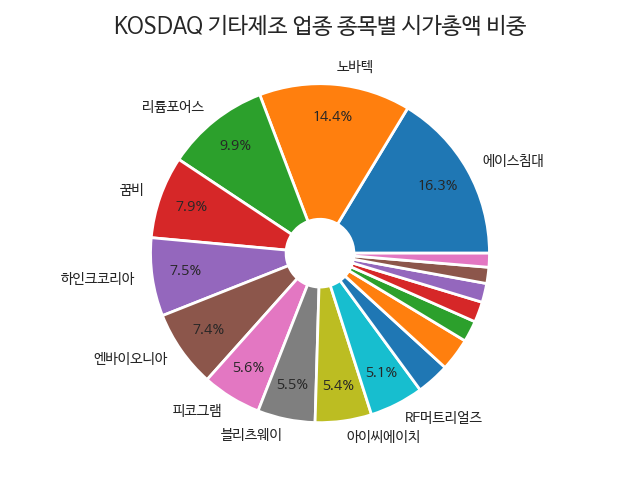 KOSDAQ 기타제조 업종 종목별 시가총액 비중
노바텍
리튬포어스
14.4%
9.9%
에이스침대
16.3%
꿈비
7.9%
하인크코리아
7.5%
엔바이오니아
7.4%
피코그램
5.6%
블리츠웨이
5.5%
아이씨에이치
5.4%
RF머트리얼즈
5.1%